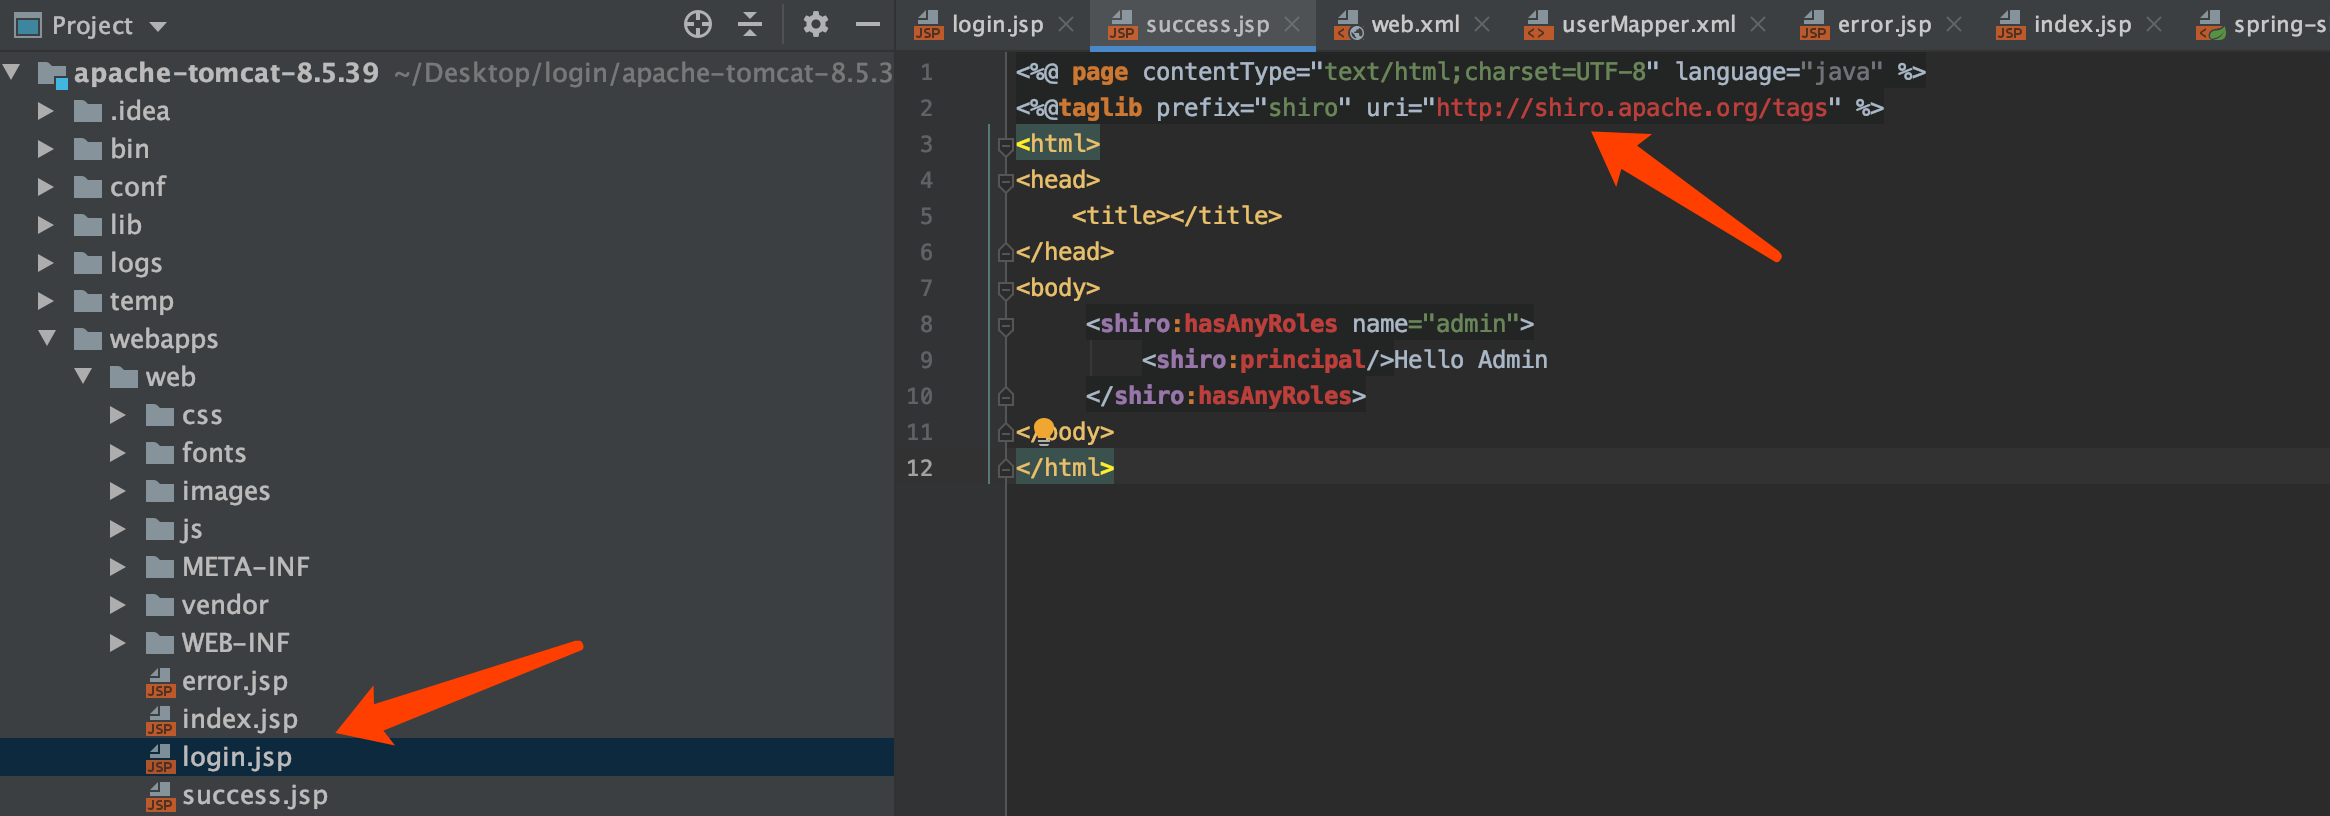 Project
apache-tomcat-8.5.39 ~/Desktop/login/apache-tomcat-8.5.3
.idea
bin
conf
lib
logs
temp
webapps
web
css
fonts
images
js
META-INF
vendor
WEB-INF
JSP error.jsp
JSP index.jsp
JSP login.jsp
JSP success.jsp
JSP login.jsp JSP success.jsp web.xml userMapper.xml JSP error.jsp JSP index.jsp spring-s
1 <%@ page contentType="text/html;charset=UTF-8" language="java" %>
2 <%@taglib prefix="shiro" uri="http://shiro.apache.org/tags" %>
3 <html>
4 <head>
5 <title></title>
6 </head>
7 <body>
8 <shiro:hasAnyRoles name="admin">
9 <shiro:principal/>Hello Admin
10 </shiro:hasAnyRoles>
11 </body>
12 </html>